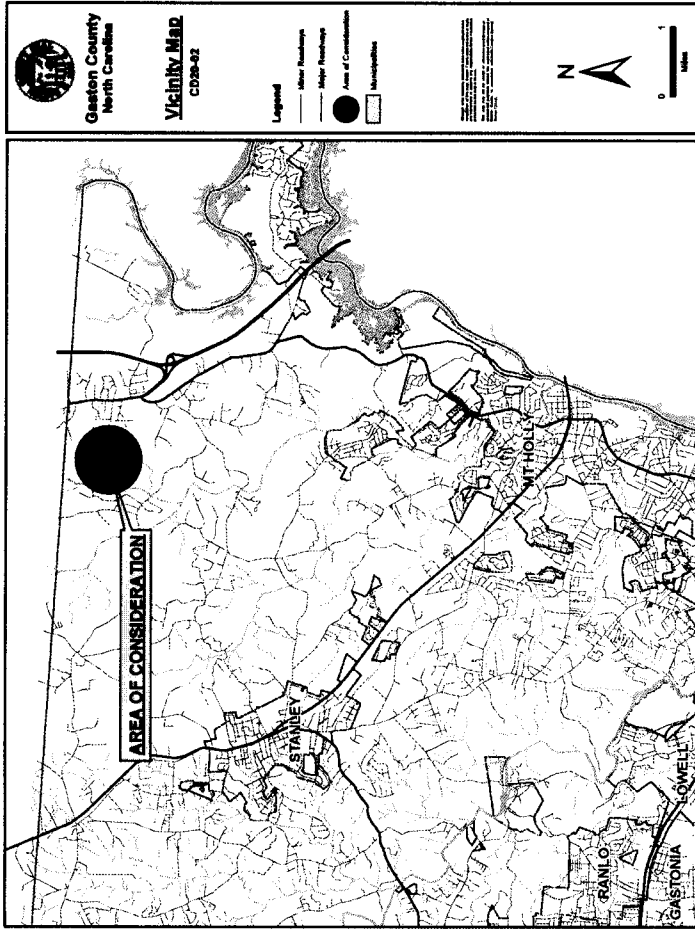 Gaston County
North Carolina
Vicinity Map
CD20-02
Legend
Minor Roadways
Major Roadways
Area of Consideration
Municipalities
N
0 1
Miles
AREA OF CONSIDERATION
STANLEY
MT HOLLY
RANLO
LOWELL
GASTONIA